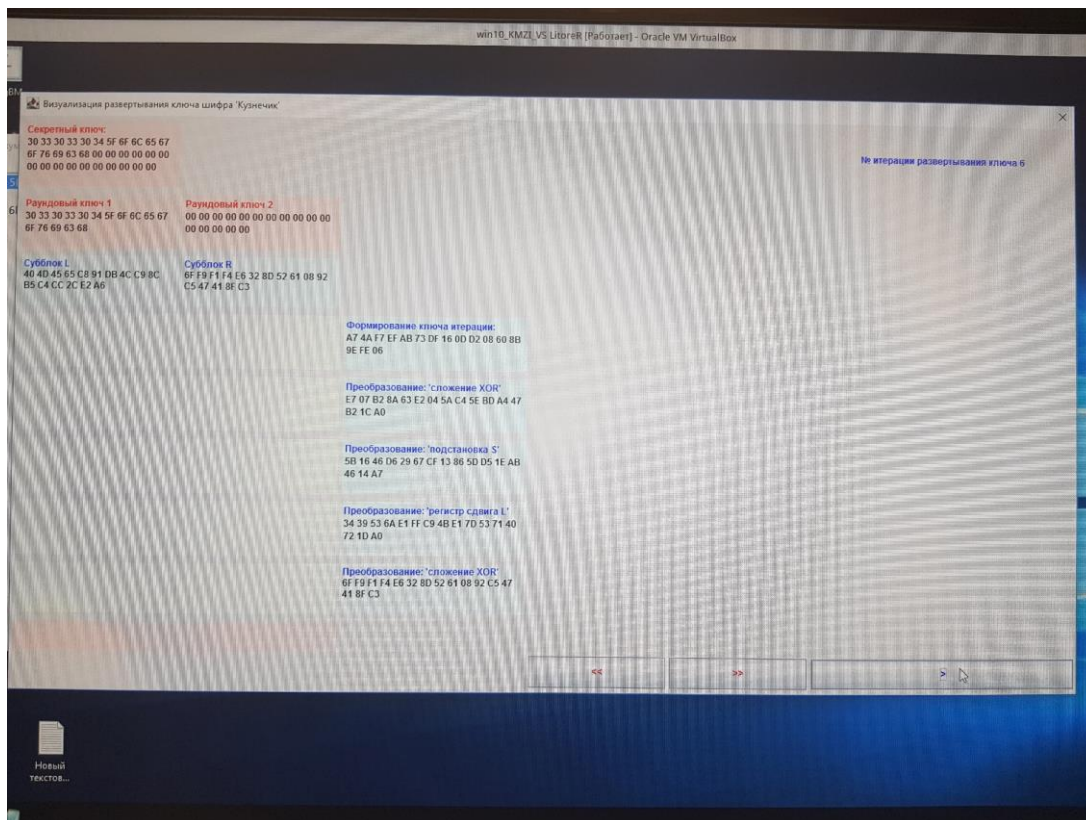 win10_KMZI_VS LitoreR [Работает] - Oracle VM VirtualBox
Визуализация развертывания ключа шифра 'Кузнечик'
Секретный ключ:
30 33 30 33 30 34 5F 6F 6C 65 67
6F 76 69 63 68 00 00 00 00 00 00
00 00 00 00 00 00 00 00 00 00
№ итерации развертывания ключа 6
Раундовый ключ 1
30 33 30 33 30 34 5F 6F 6C 65 67
6F 76 69 63 68
Раундовый ключ 2
00 00 00 00 00 00 00 00 00 00 00
00 00 00 00 00
Субблок L
40 4D 45 65 C8 91 DB 4C C9 8C
B5 C4 CC 2C E2 A6
Субблок R
6F F9 F1 F4 E6 32 8D 52 61 08 92
C5 47 41 8F C3
Формирование ключа итерации:
A7 4A F7 EF AB 73 DF 16 0D D2 08 60 8B
9E FE 06
Преобразование: 'сложение XOR'
E7 07 B2 8A 63 E2 04 5A C4 5E BD A4 47
B2 1C A0
Преобразование: 'подстановка S'
5B 16 46 D6 29 67 CF 13 86 5D D5 1E AB
46 14 A7
Преобразование: 'регистр сдвига L'
34 39 53 6A E1 FF C9 4B E1 7D 53 71 40
72 1D A0
Преобразование: 'сложение XOR'
6F F9 F1 F4 E6 32 8D 52 61 08 92 C5 47
41 8F C3
<<
>>
>
Новый
текстов...